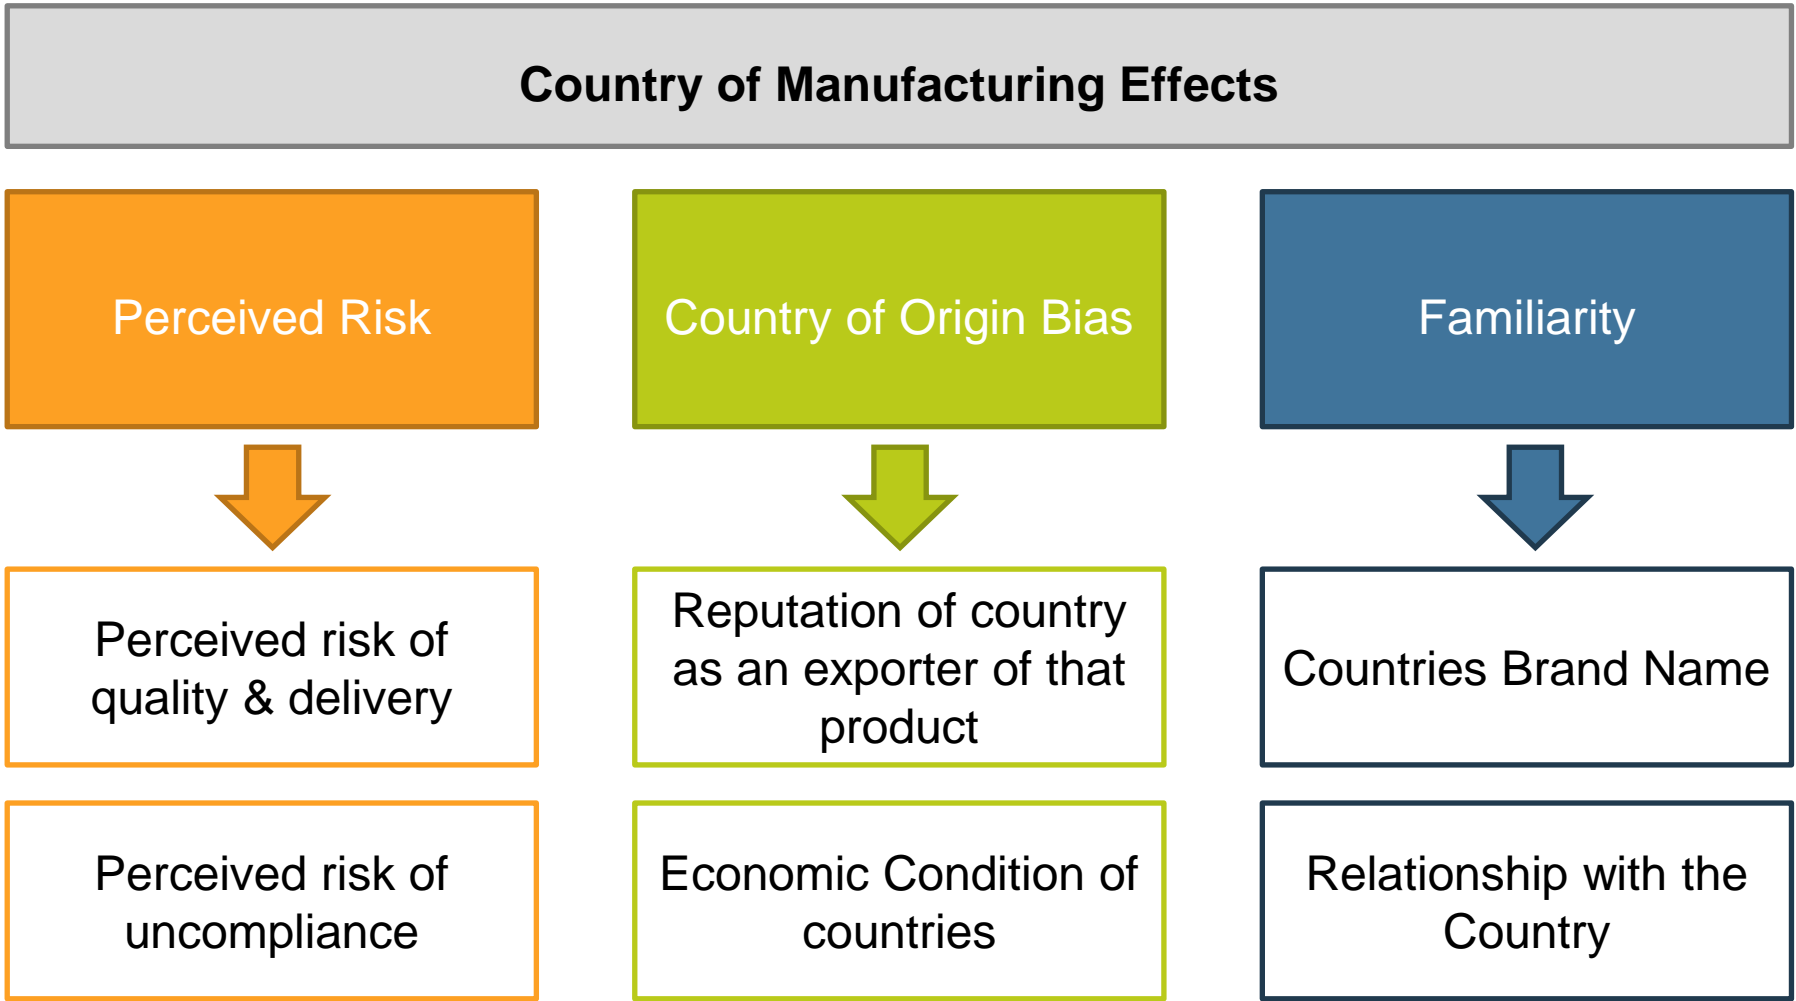 Country of Manufacturing Effects
Perceived Risk
Country of Origin Bias
Familiarity
Perceived risk of
quality & delivery
Reputation of country
as an exporter of that
product
Countries Brand Name
Perceived risk of
uncompliance
Economic Condition of
countries
Relationship with the
Country